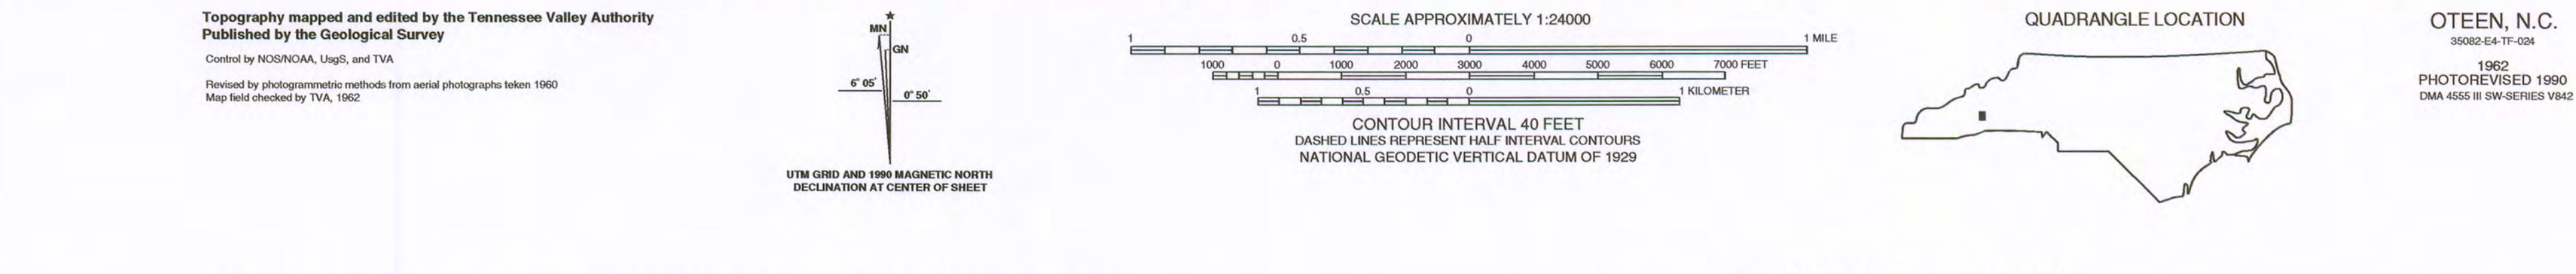 Topography mapped and edited by the Tennessee Valley Authority
Published by the Geological Survey
Control by NOS/NOAA, UsgS, and TVA
Revised by photogrammetric methods from aerial photographs teken 1960
Map field checked by TVA, 1962
MN
GN
6° 05'
0° 50'
UTM GRID AND 1990 MAGNETIC NORTH
DECLINATION AT CENTER OF SHEET
SCALE APPROXIMATELY 1:24000
1 0.5 0 1 MILE
1000 0 1000 2000 3000 4000 5000 6000 7000 FEET
1 0.5 0 1 KILOMETER
CONTOUR INTERVAL 40 FEET
DASHED LINES REPRESENT HALF INTERVAL CONTOURS
NATIONAL GEODETIC VERTICAL DATUM OF 1929
QUADRANGLE LOCATION
OTEEN, N.C.
35082-E4-TF-024
1962
PHOTOREVISED 1990
DMA 4555 III SW-SERIES V842